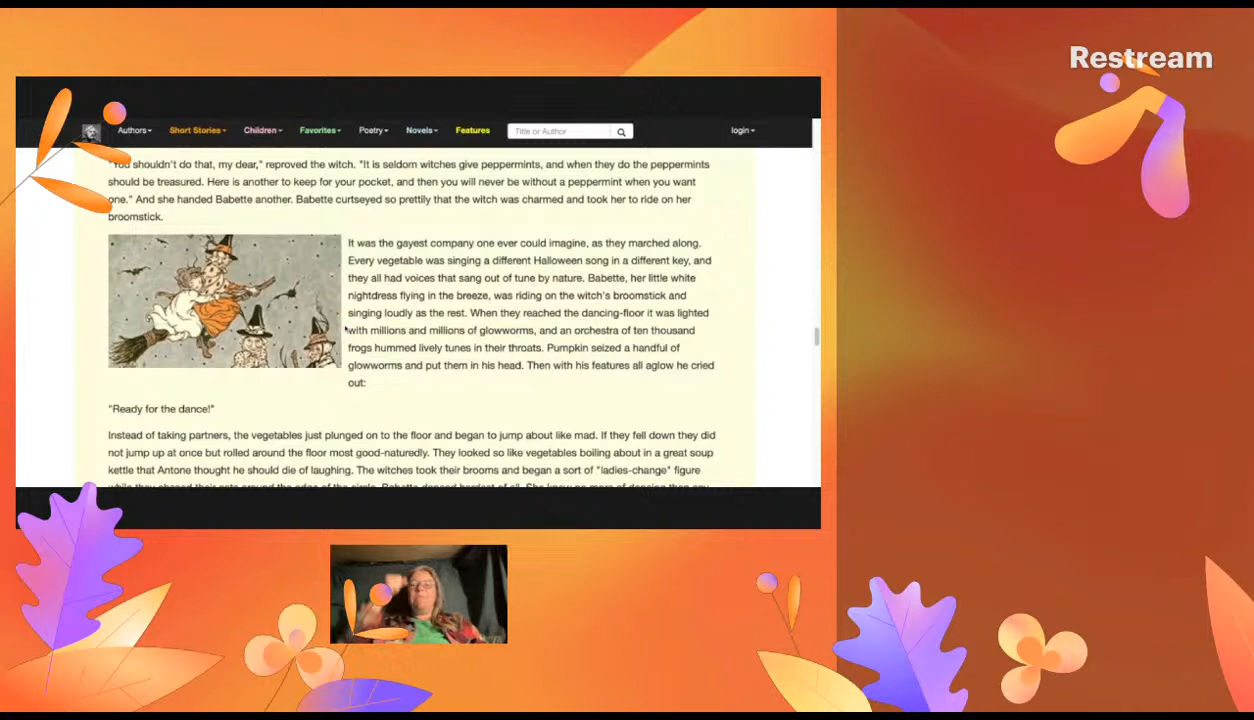 Restream
Authors Short Stories Children Favorites Poetry Novels Features Title or Author login
"You shouldn't do that, my dear," reproved the witch. "It is seldom witches give peppermints, and when they do the peppermints
should be treasured. Here is another to keep for your pocket, and then you will never be without a peppermint when you want
one." And she handed Babette another. Babette curtseyed so prettily that the witch was charmed and took her to ride on her
broomstick.
It was the gayest company one ever could imagine, as they marched along.
Every vegetable was singing a different Halloween song in a different key, and
they all had voices that sang out of tune by nature. Babette, her little white
nightdress flying in the breeze, was riding on the witch's broomstick and
singing loudly as the rest. When they reached the dancing-floor it was lighted
with millions and millions of glowworms, and an orchestra of ten thousand
frogs hummed lively tunes in their throats. Pumpkin seized a handful of
glowworms and put them in his head. Then with his features all aglow he cried
out:
"Ready for the dance!"
Instead of taking partners, the vegetables just plunged on to the floor and began to jump about like mad. If they fell down they did
not jump up at once but rolled around the floor most good-naturedly. They looked so like vegetables boiling about in a great soup
kettle that Antone thought he should die of laughing. The witches took their brooms and began a sort of "ladies-change" figure